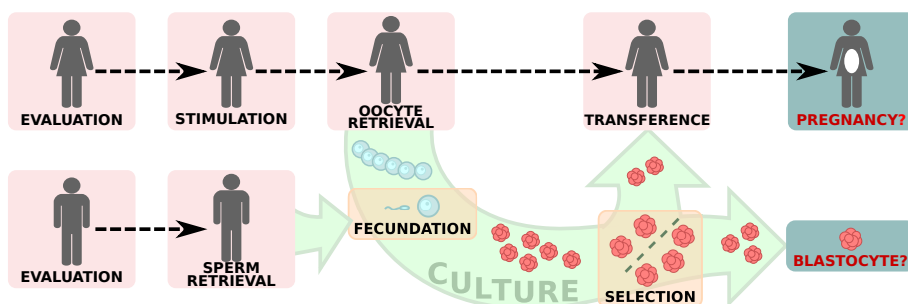 EVALUATION
STIMULATION
OOCYTE
RETRIEVAL
TRANSFERENCE
PREGNANCY?
EVALUATION
SPERM
RETRIEVAL
FECUNDATION
CULTURE
SELECTION
BLASTOCYTE?